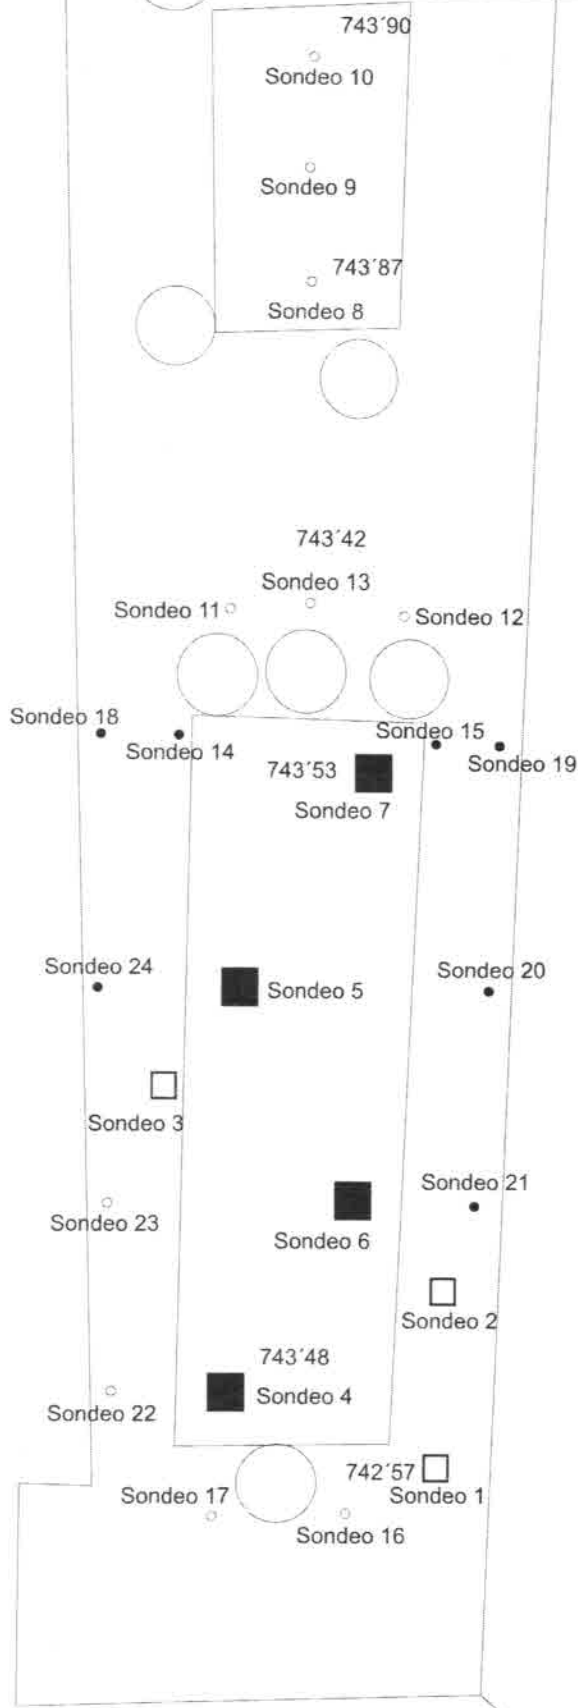 743´90
Sondeo 10
Sondeo 9
743´87
Sondeo 8
743´42
Sondeo 13
Sondeo 11
Sondeo 12
Sondeo 18
Sondeo 14
Sondeo 15
743´53
Sondeo 19
Sondeo 7
Sondeo 24
Sondeo 20
Sondeo 5
Sondeo 3
Sondeo 21
Sondeo 23
Sondeo 6
Sondeo 2
743´48
Sondeo 4
Sondeo 22
742´57
Sondeo 17
Sondeo 1
Sondeo 16